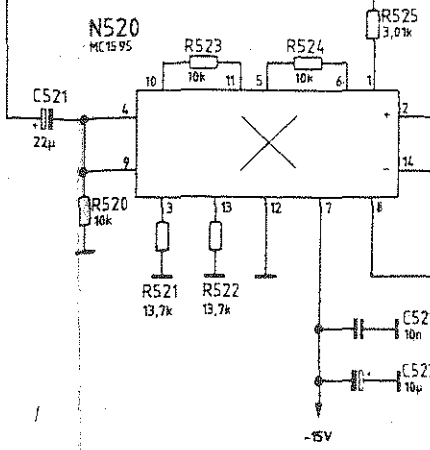 N520
MC1595
R523
10k
R524
10k
R525
3,01k
10
11
5
6
1
C521
+
22µ
4
9
+
2
-
14
R520
10k
3
13
12
7
8
R521
13,7k
R522
13,7k
10n
+
10µ
-15V